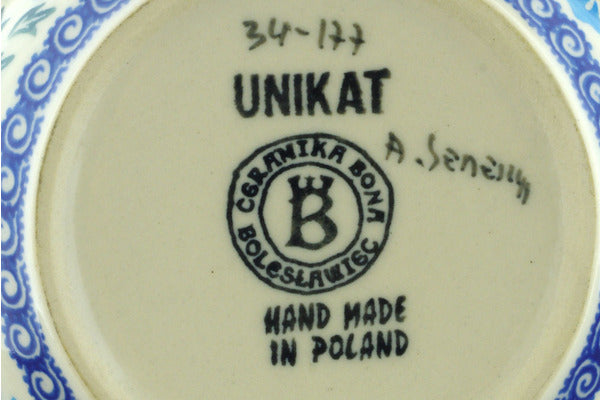 34-177
UNIKAT
A.
CERAMIKA BONA
B
BOLESŁAWIEC
HAND MADE
IN POLAND